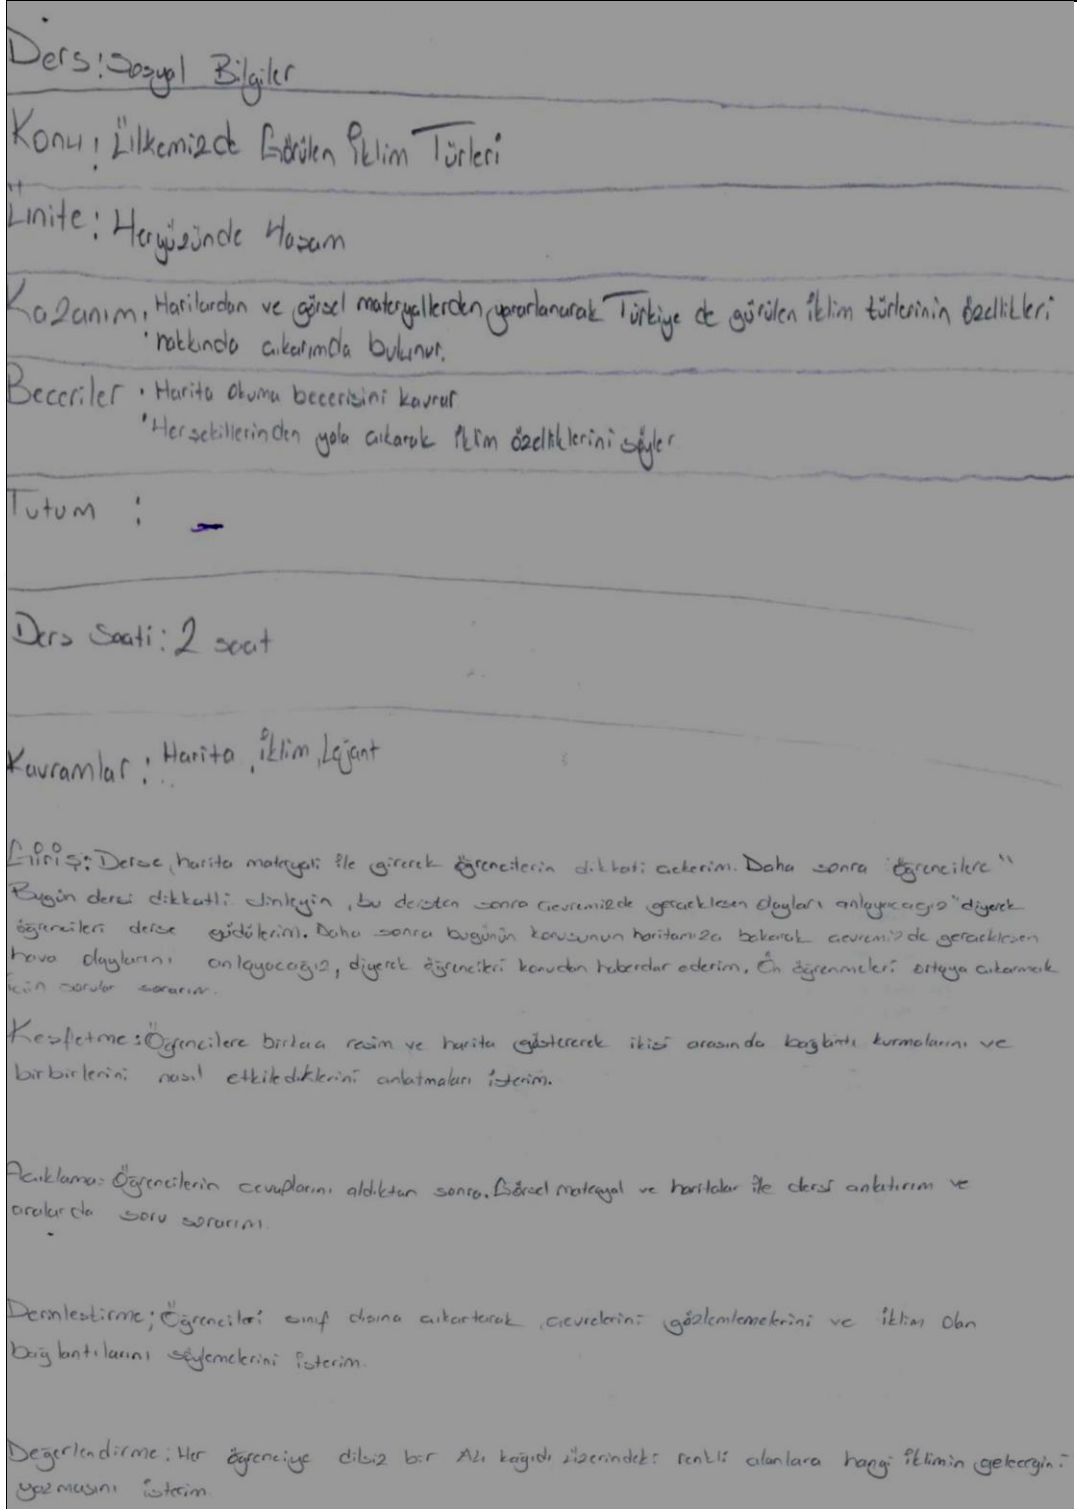 Ders: Sosyal Bilgiler
Konu: Ülkemizde Görülen İklim Türleri
Ünite: Yeryüzünde Yaşam
Kazanım: Haritalardan ve görsel materyallerden yararlanarak Türkiye de görülen iklim türlerinin özellikleri
hakkında çıkarımda bulunur.
Beceriler • Harita Okuma becerisini kavrar
• Yerşekillerinden yola çıkarak iklim özelliklerini söyler
Tutum : -
Ders Saati: 2 saat
Kavramlar: Harita, İklim, Lejant
Giriş: Derse, harita materyali ile girerek öğrencilerin dikkati çekerim. Daha sonra öğrencilere "
Bugün dersi dikkatli dinleyin, bu dersten sonra çevremizde gerçekleşen olayları anlayacağız" diyerek
öğrencileri derse güdülerim. Daha sonra bugünün konusunun haritamıza bakarak çevremizde gerçekleşen
hava olaylarını anlayacağız, diyerek öğrencileri konudan haberdar ederim. Ön öğrenmeleri ortaya çıkarmak
için sorular sorarım.
Keşfetme: Öğrencilere birkaç resim ve harita göstererek ikisi arasında bağlantı kurmalarını ve
birbirlerini nasıl etkilediklerini anlatmaları isterim.
Açıklama: Öğrencilerin cevaplarını aldıktan sonra. Görsel materyal ve haritalar ile dersi anlatırım ve
aralarda soru sorarım
Derinleştirme; Öğrencileri sınıf dışına çıkartarak çevrelerini gözlemlemelerini ve iklim olan
bağlantılarını söylemelerini isterim.
Değerlendirme: Her öğrenciye dilsiz bir A4 kağıdı üzerindeki renkli alanlara hangi iklimin geleceğini
yazmasını isterim